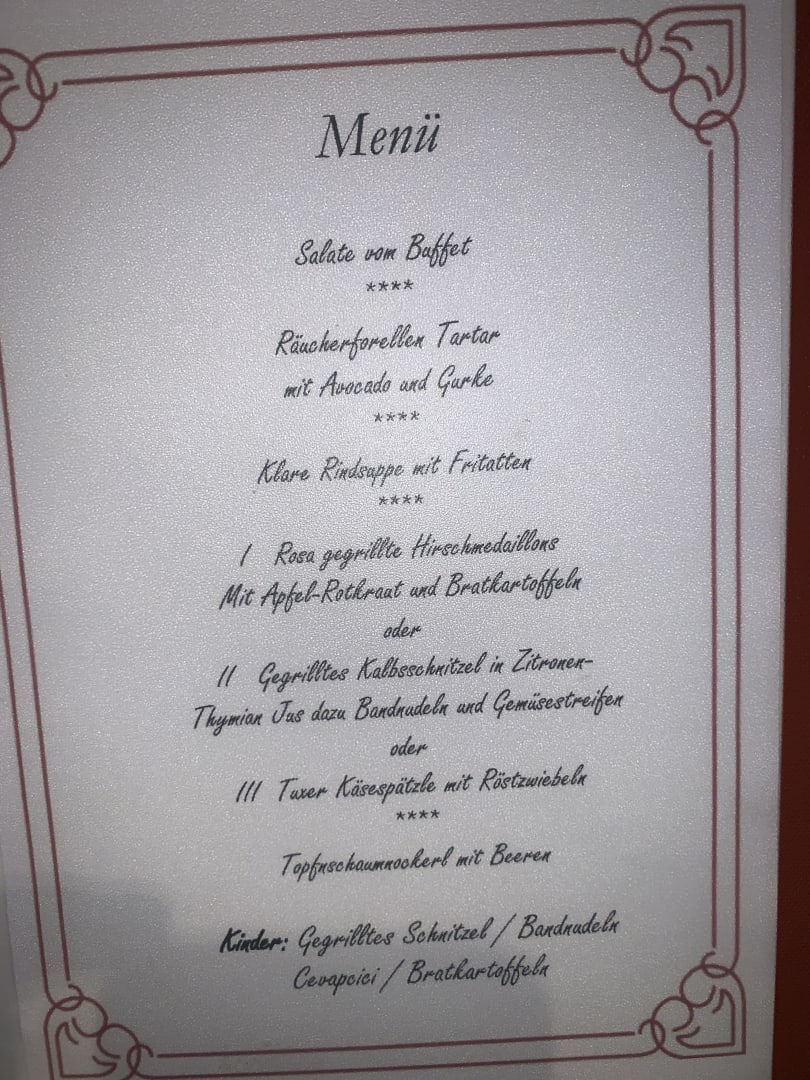 Menü
Salate vom Buffet
****
Räucherforellen Tartar
mit Avocado und Gurke
****
Klare Rindsuppe mit Fritatten
****
I Rosa gegrillte Hirschmedaillons
Mit Apfel-Rotkraut und Bratkartoffeln
oder
II Gegrilltes Kalbsschnitzel in Zitronen-
Thymian Jus dazu Bandnudeln und Gemüsestreifen
oder
III Tuxer Käsespätzle mit Röstzwiebeln
****
Topfnschaumnockerl mit Beeren
Kinder: Gegrilltes Schnitzel / Bandnudeln
Cevapcici / Bratkartoffeln